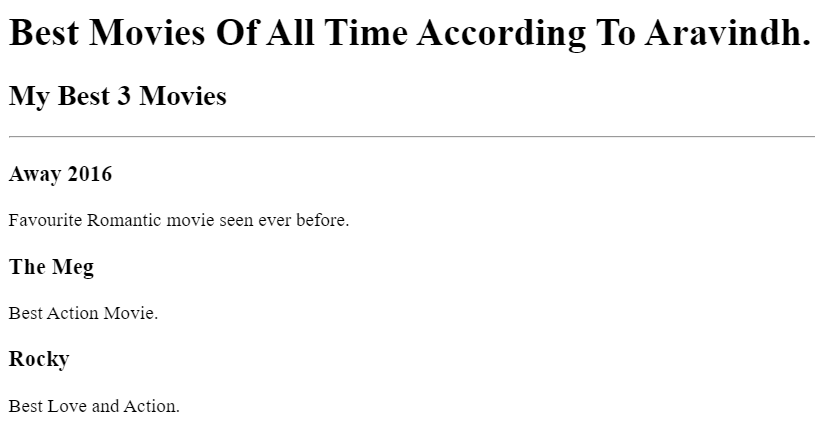 Best Movies Of All Time According To Aravindh.
My Best 3 Movies
Away 2016
Favourite Romantic movie seen ever before.
The Meg
Best Action Movie.
Rocky
Best Love and Action.